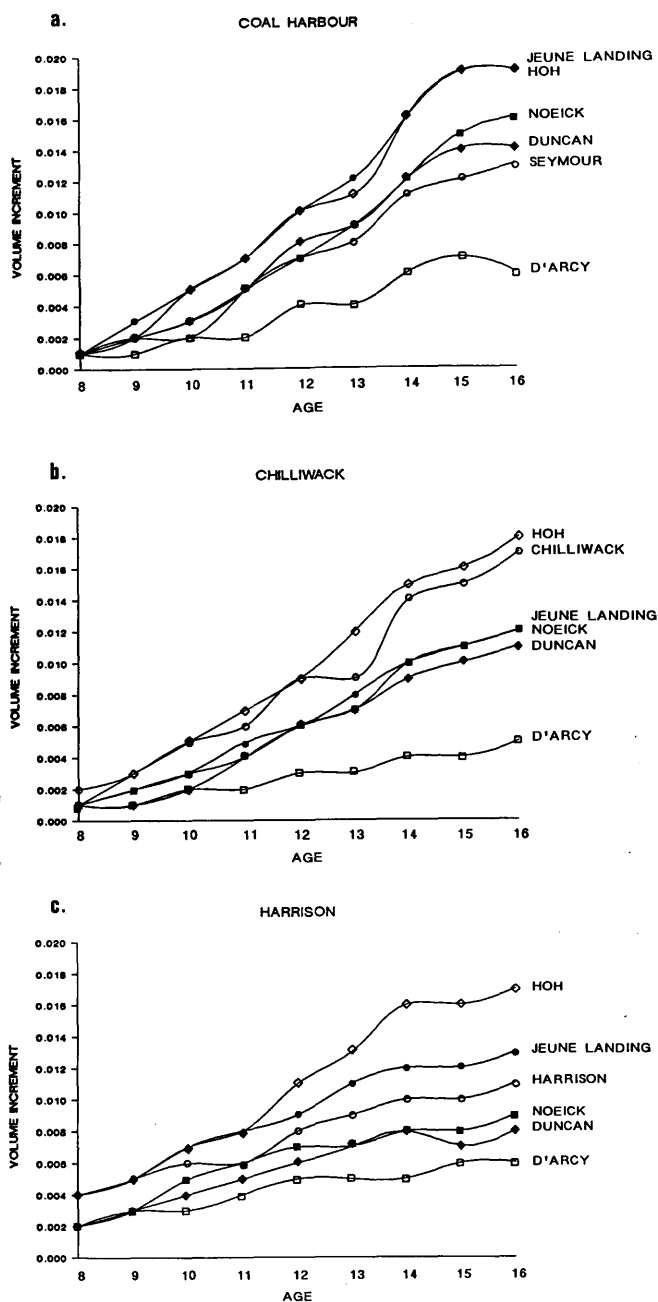 a.
COAL HARBOUR
VOLUME INCREMENT
0.020
0.018
0.016
0.014
0.012
0.010
0.008
0.006
0.004
0.002
0.000
JEUNE LANDING
HOH
NOEICK
DUNCAN
SEYMOUR
D'ARCY
8 9 10 11 12 13 14 15 16
AGE
b.
CHILLIWACK
VOLUME INCREMENT
0.020
0.018
0.016
0.014
0.012
0.010
0.008
0.006
0.004
0.002
0.000
HOH
CHILLIWACK
JEUNE LANDING
NOEICK
DUNCAN
D'ARCY
8 9 10 11 12 13 14 15 16
AGE
c.
HARRISON
VOLUME INCREMENT
0.020
0.018
0.016
0.014
0.012
0.010
0.008
0.006
0.004
0.002
0.000
HOH
JEUNE LANDING
HARRISON
NOEICK
DUNCAN
D'ARCY
8 9 10 11 12 13 14 15 16
AGE